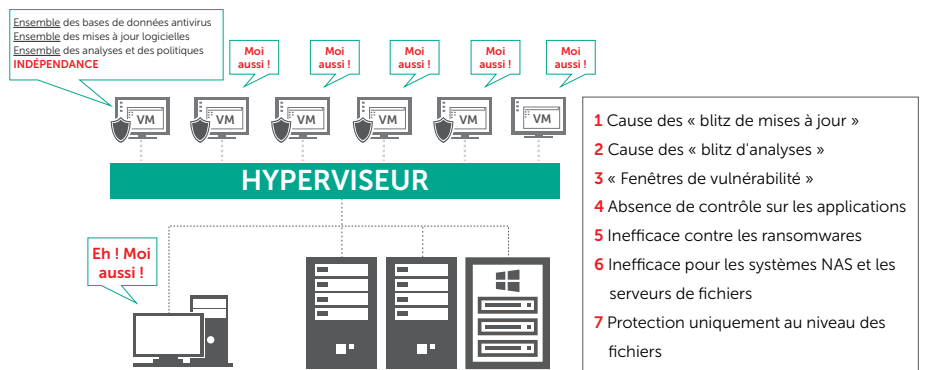 Ensemble des bases de données antivirus
Ensemble des mises à jour logicielles
Ensemble des analyses et des politiques
INDÉPENDANCE
Moi
aussi !
Moi
aussi !
Moi
aussi !
Moi
aussi !
Moi
aussi !
VM
VM
VM
VM
VM
VM
HYPERVISEUR
Eh ! Moi
aussi !
1 Cause des « blitz de mises à jour »
2 Cause des « blitz d'analyses »
3 « Fenêtres de vulnérabilité »
4 Absence de contrôle sur les applications
5 Inefficace contre les ransomwares
6 Inefficace pour les systèmes NAS et les
serveurs de fichiers
7 Protection uniquement au niveau des
fichiers